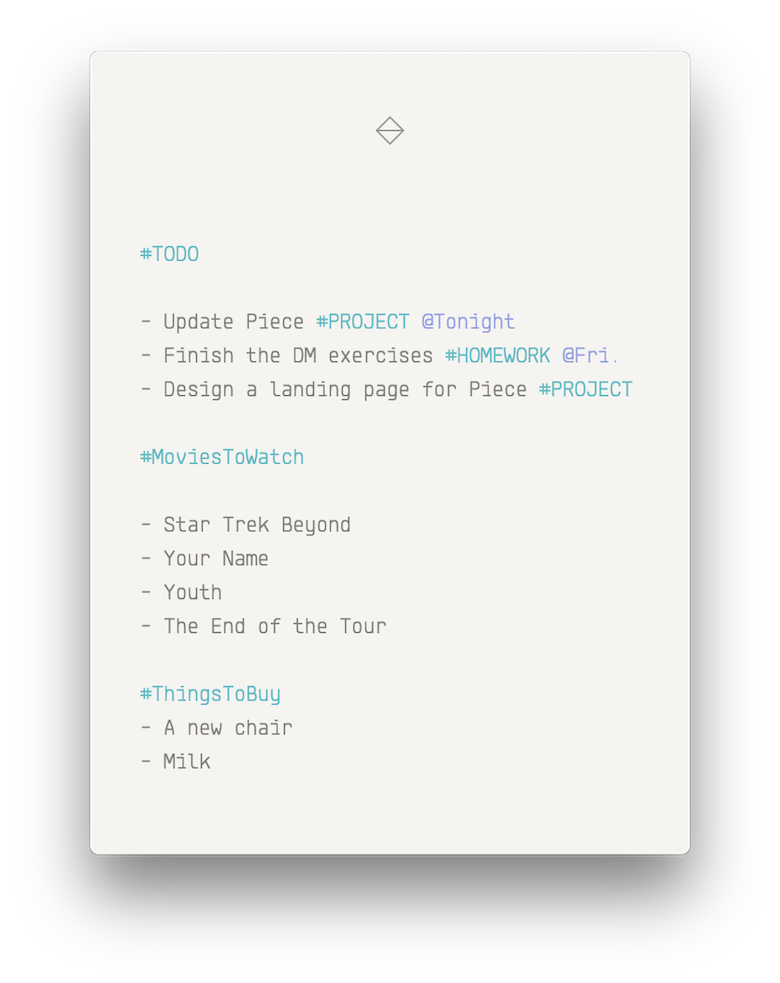 #TODO
- Update Piece #PROJECT @Tonight
- Finish the DM exercises #HOMEWORK @Fri.
- Design a landing page for Piece #PROJECT
#MoviesToWatch
- Star Trek Beyond
- Your Name
- Youth
- The End of the Tour
#ThingsToBuy
- A new chair
- Milk